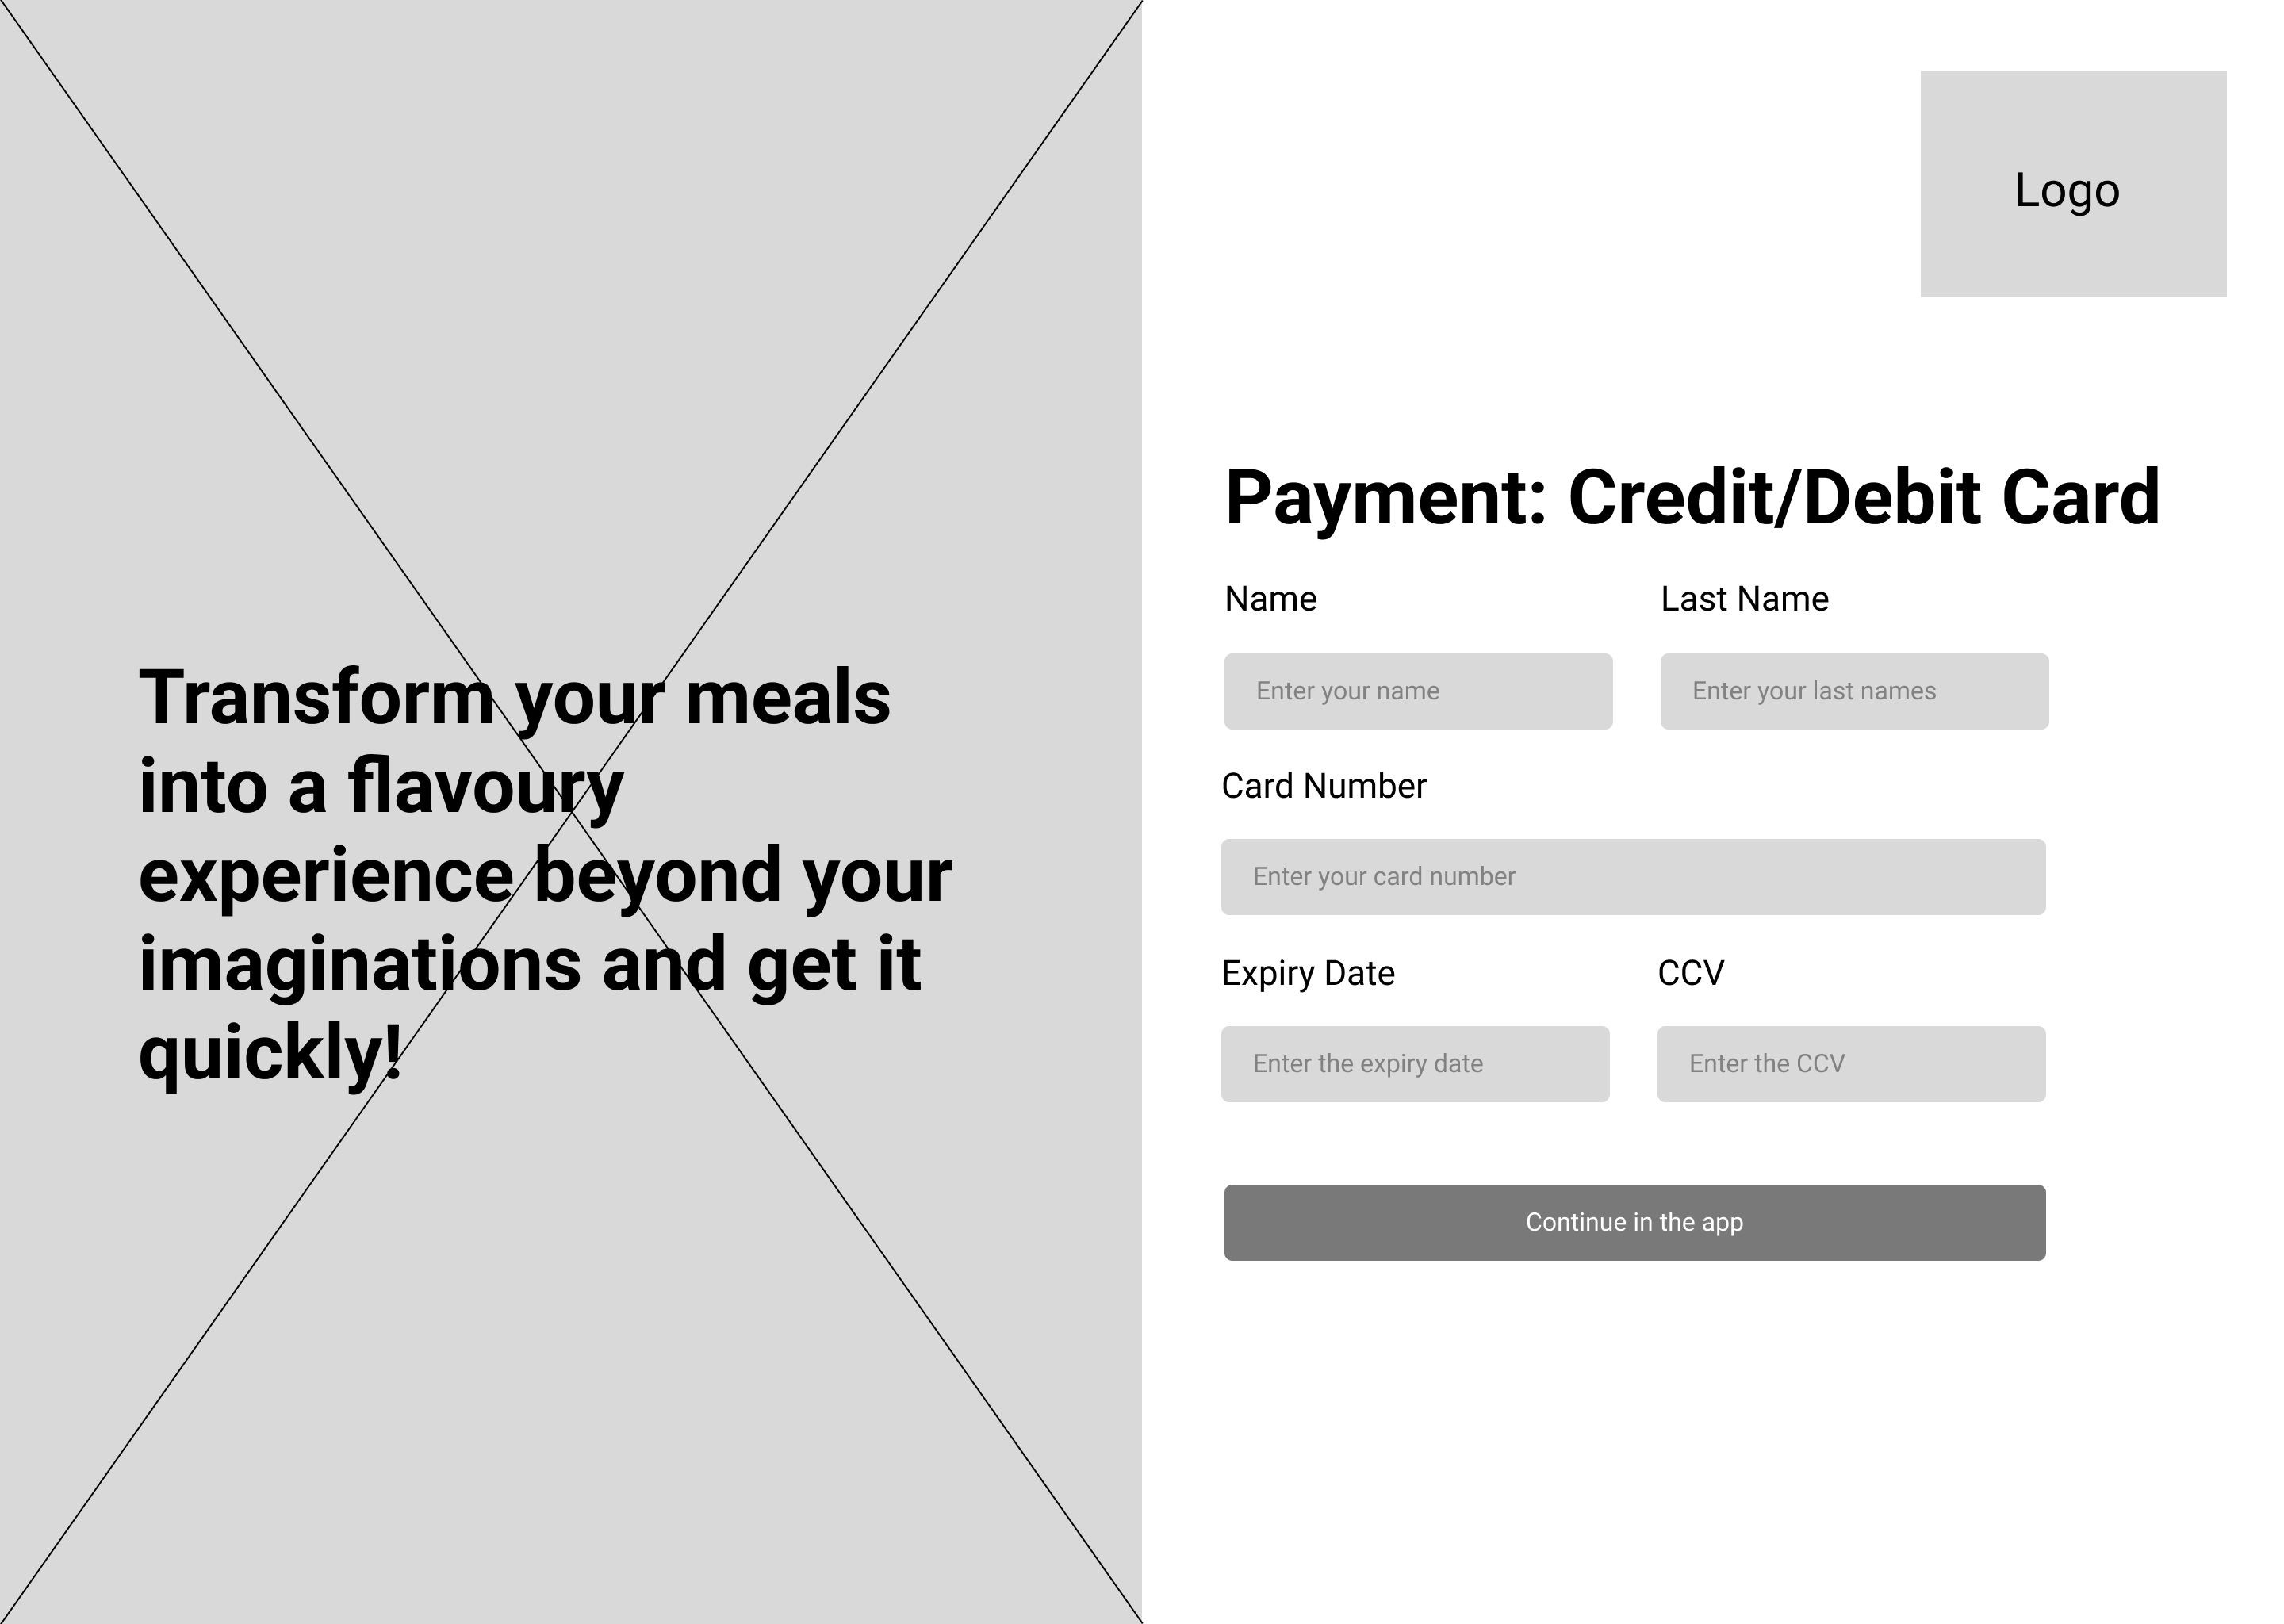 Transform your meals
into a flavoury
experience beyond your
imaginations and get it
quickly!
Logo
Payment: Credit/Debit Card
Name
Last Name
Enter your name
Enter your last names
Card Number
Enter your card number
Expiry Date
CCV
Enter the expiry date
Enter the CCV
Continue in the app